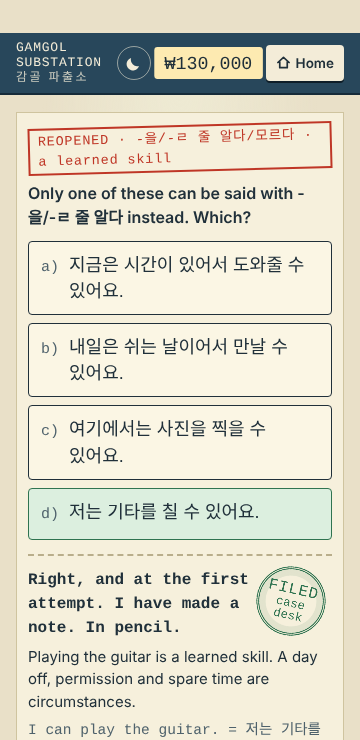 GAMGOL
SUBSTATION
감골 파출소
₩130,000
Home
REOPENED · -을/-ㄹ 줄 알다/모르다 ·
a learned skill
Only one of these can be said with -
을/-ㄹ 줄 알다 instead. Which?
a) 지금은 시간이 있어서 도와줄 수
있어요.
b) 내일은 쉬는 날이어서 만날 수
있어요.
c) 여기에서는 사진을 찍을 수
있어요.
d) 저는 기타를 칠 수 있어요.
Right, and at the first
attempt. I have made a
note. In pencil.
FILED
case
desk
Playing the guitar is a learned skill. A day
off, permission and spare time are
circumstances.
I can play the guitar. = 저는 기타를